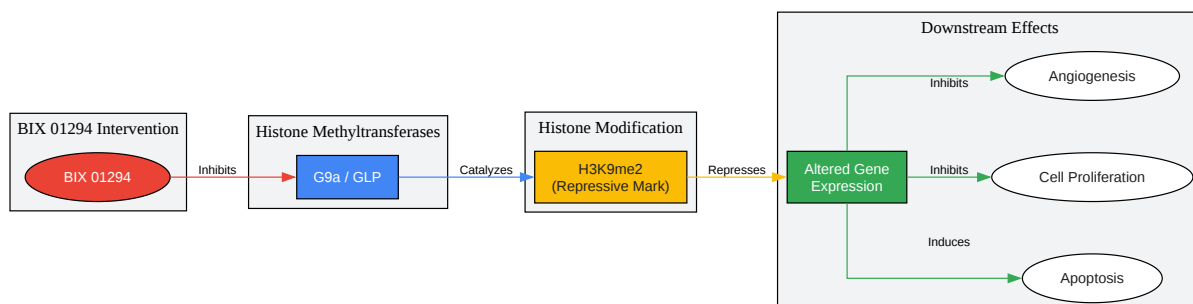 Downstream Effects
Angiogenesis
Inhibits
BIX 01294 Intervention
BIX 01294
Inhibits
Histone Methyltransferases
G9a / GLP
Catalyzes
Histone Modification
H3K9me2
(Repressive Mark)
Represses
Altered Gene
Expression
Inhibits
Cell Proliferation
Induces
Apoptosis